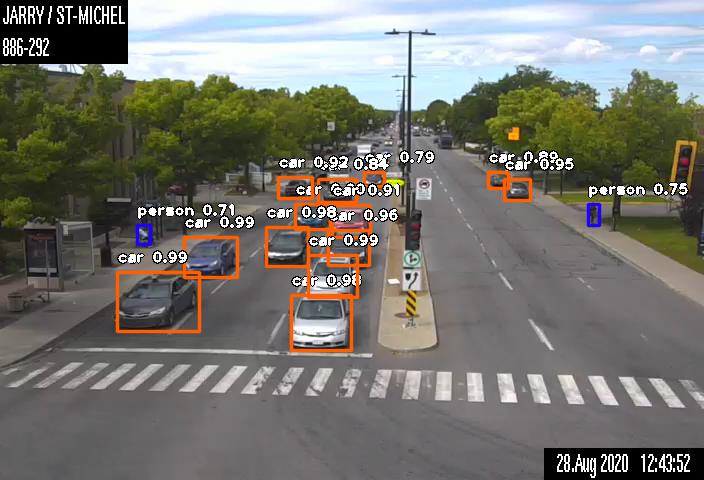 JARRY / ST-MICHEL
886-292
car 0.92
0.84
car 0.79
car 0.89
car 0.95
car
0.91
person 0.75
person 0.71
car 0.99
car 0.98
car 0.96
car 0.99
car 0.99
car 0.98
28.Aug 2020 12:43:52